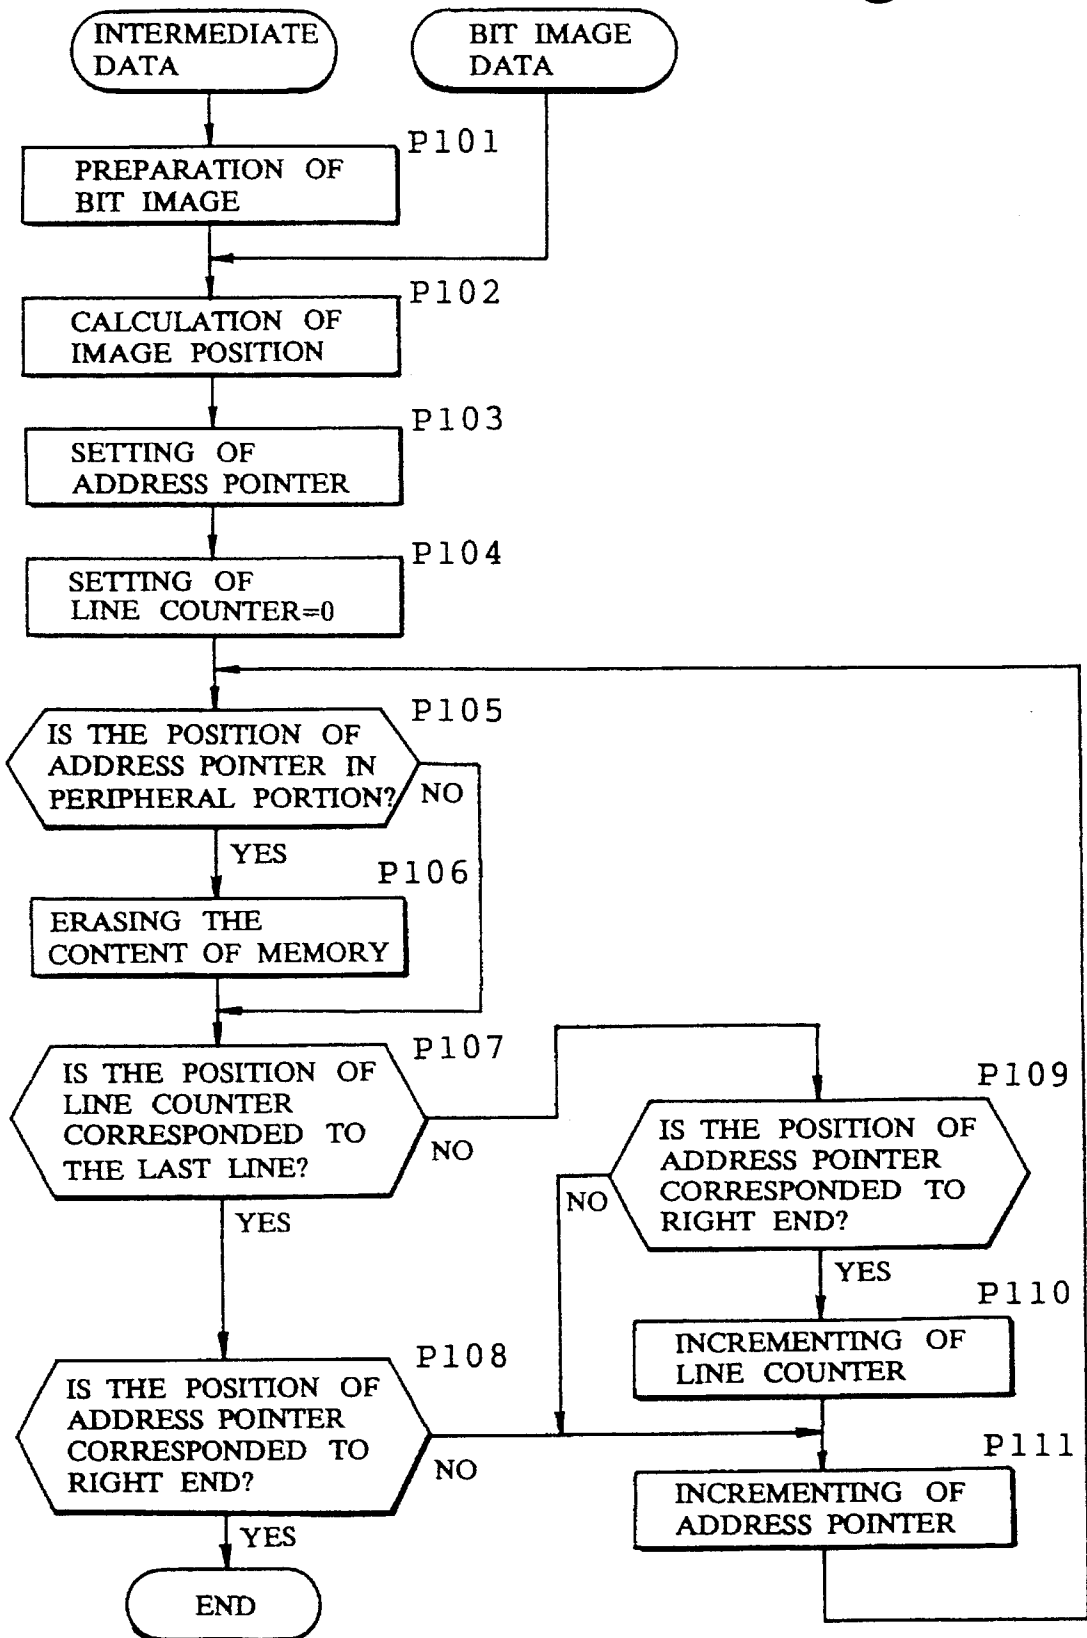 INTERMEDIATE
DATA
BIT IMAGE
DATA
P101
PREPARATION OF
BIT IMAGE
P102
CALCULATION OF
IMAGE POSITION
P103
SETTING OF
ADDRESS POINTER
P104
SETTING OF
LINE COUNTER=0
P105
IS THE POSITION OF
ADDRESS POINTER IN
PERIPHERAL PORTION?
NO
YES
P106
ERASING THE
CONTENT OF MEMORY
P107
IS THE POSITION OF
LINE COUNTER
CORRESPONDED TO
THE LAST LINE?
NO
YES
P109
IS THE POSITION OF
ADDRESS POINTER
CORRESPONDED TO
RIGHT END?
NO
YES
P110
INCREMENTING OF
LINE COUNTER
P108
IS THE POSITION OF
ADDRESS POINTER
CORRESPONDED TO
RIGHT END?
NO
YES
P111
INCREMENTING OF
ADDRESS POINTER
END